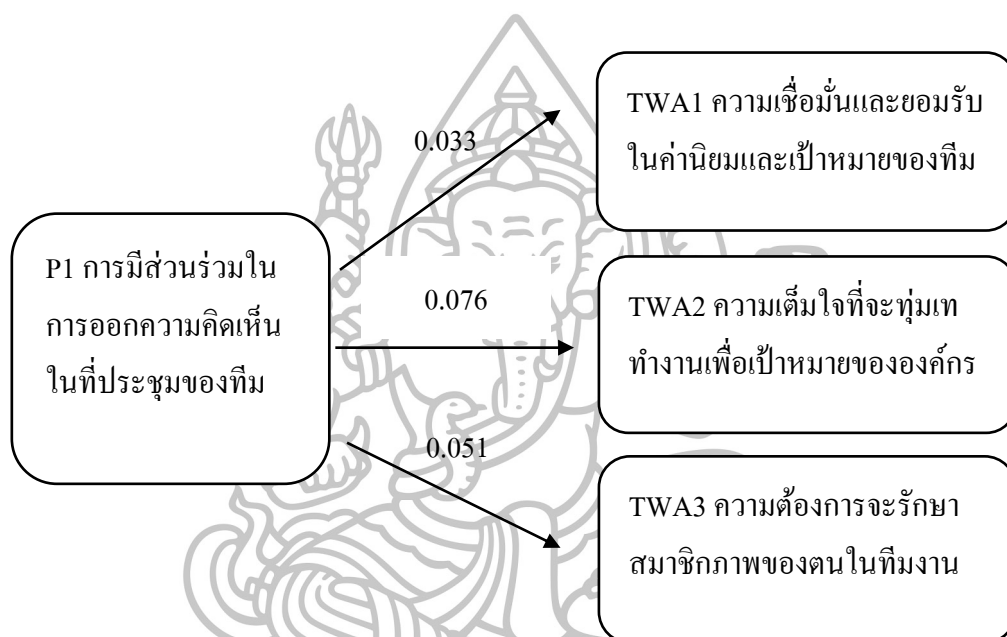 P1 การมีส่วนร่วมใน
การออกความคิดเห็น
ในที่ประชุมของทีม
0.033
0.076
0.051
TWA1 ความเชื่อมั่นและยอมรับ
ในค่านิยมและเป้าหมายของทีม
TWA2 ความเต็มใจที่จะทุ่มเท
ทำงานเพื่อเป้าหมายขององค์กร
TWA3 ความต้องการจะรักษา
สมาชิกภาพของตนในทีมงาน